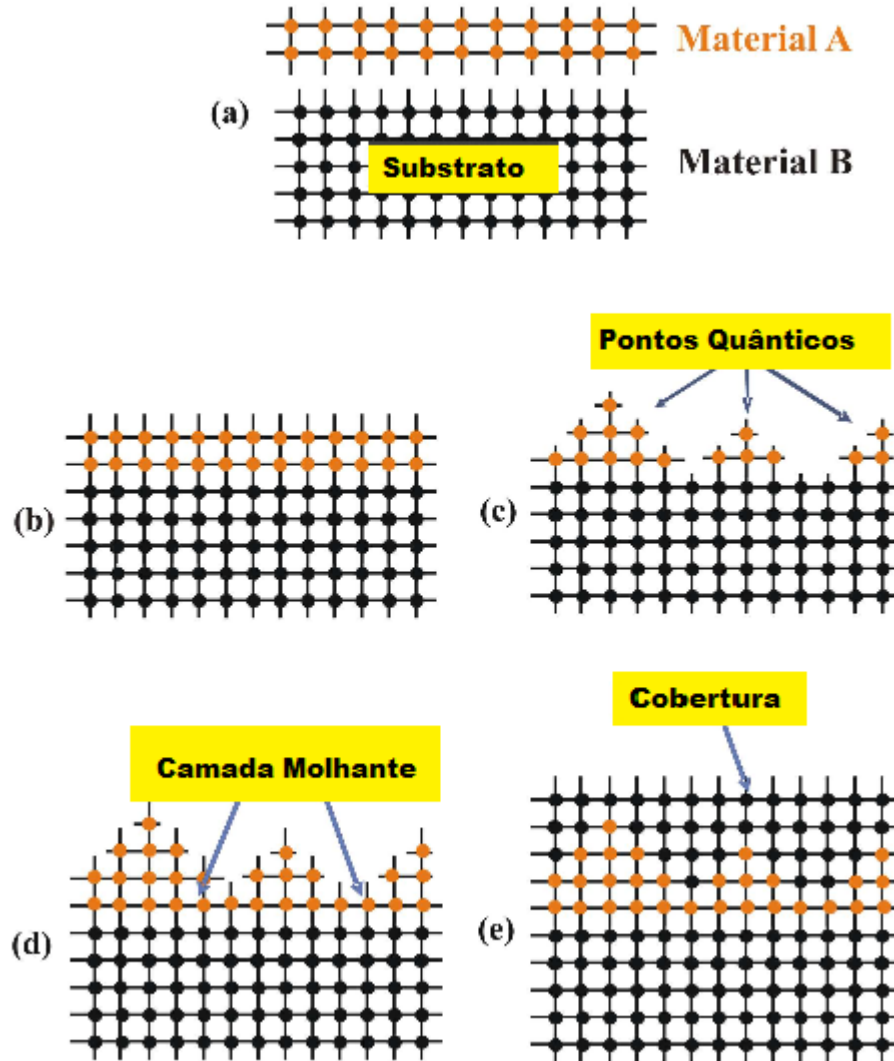 Material A
(a)
Substrato
Material B
Pontos Quânticos
(b)
(c)
Cobertura
Camada Molhante
(d)
(e)